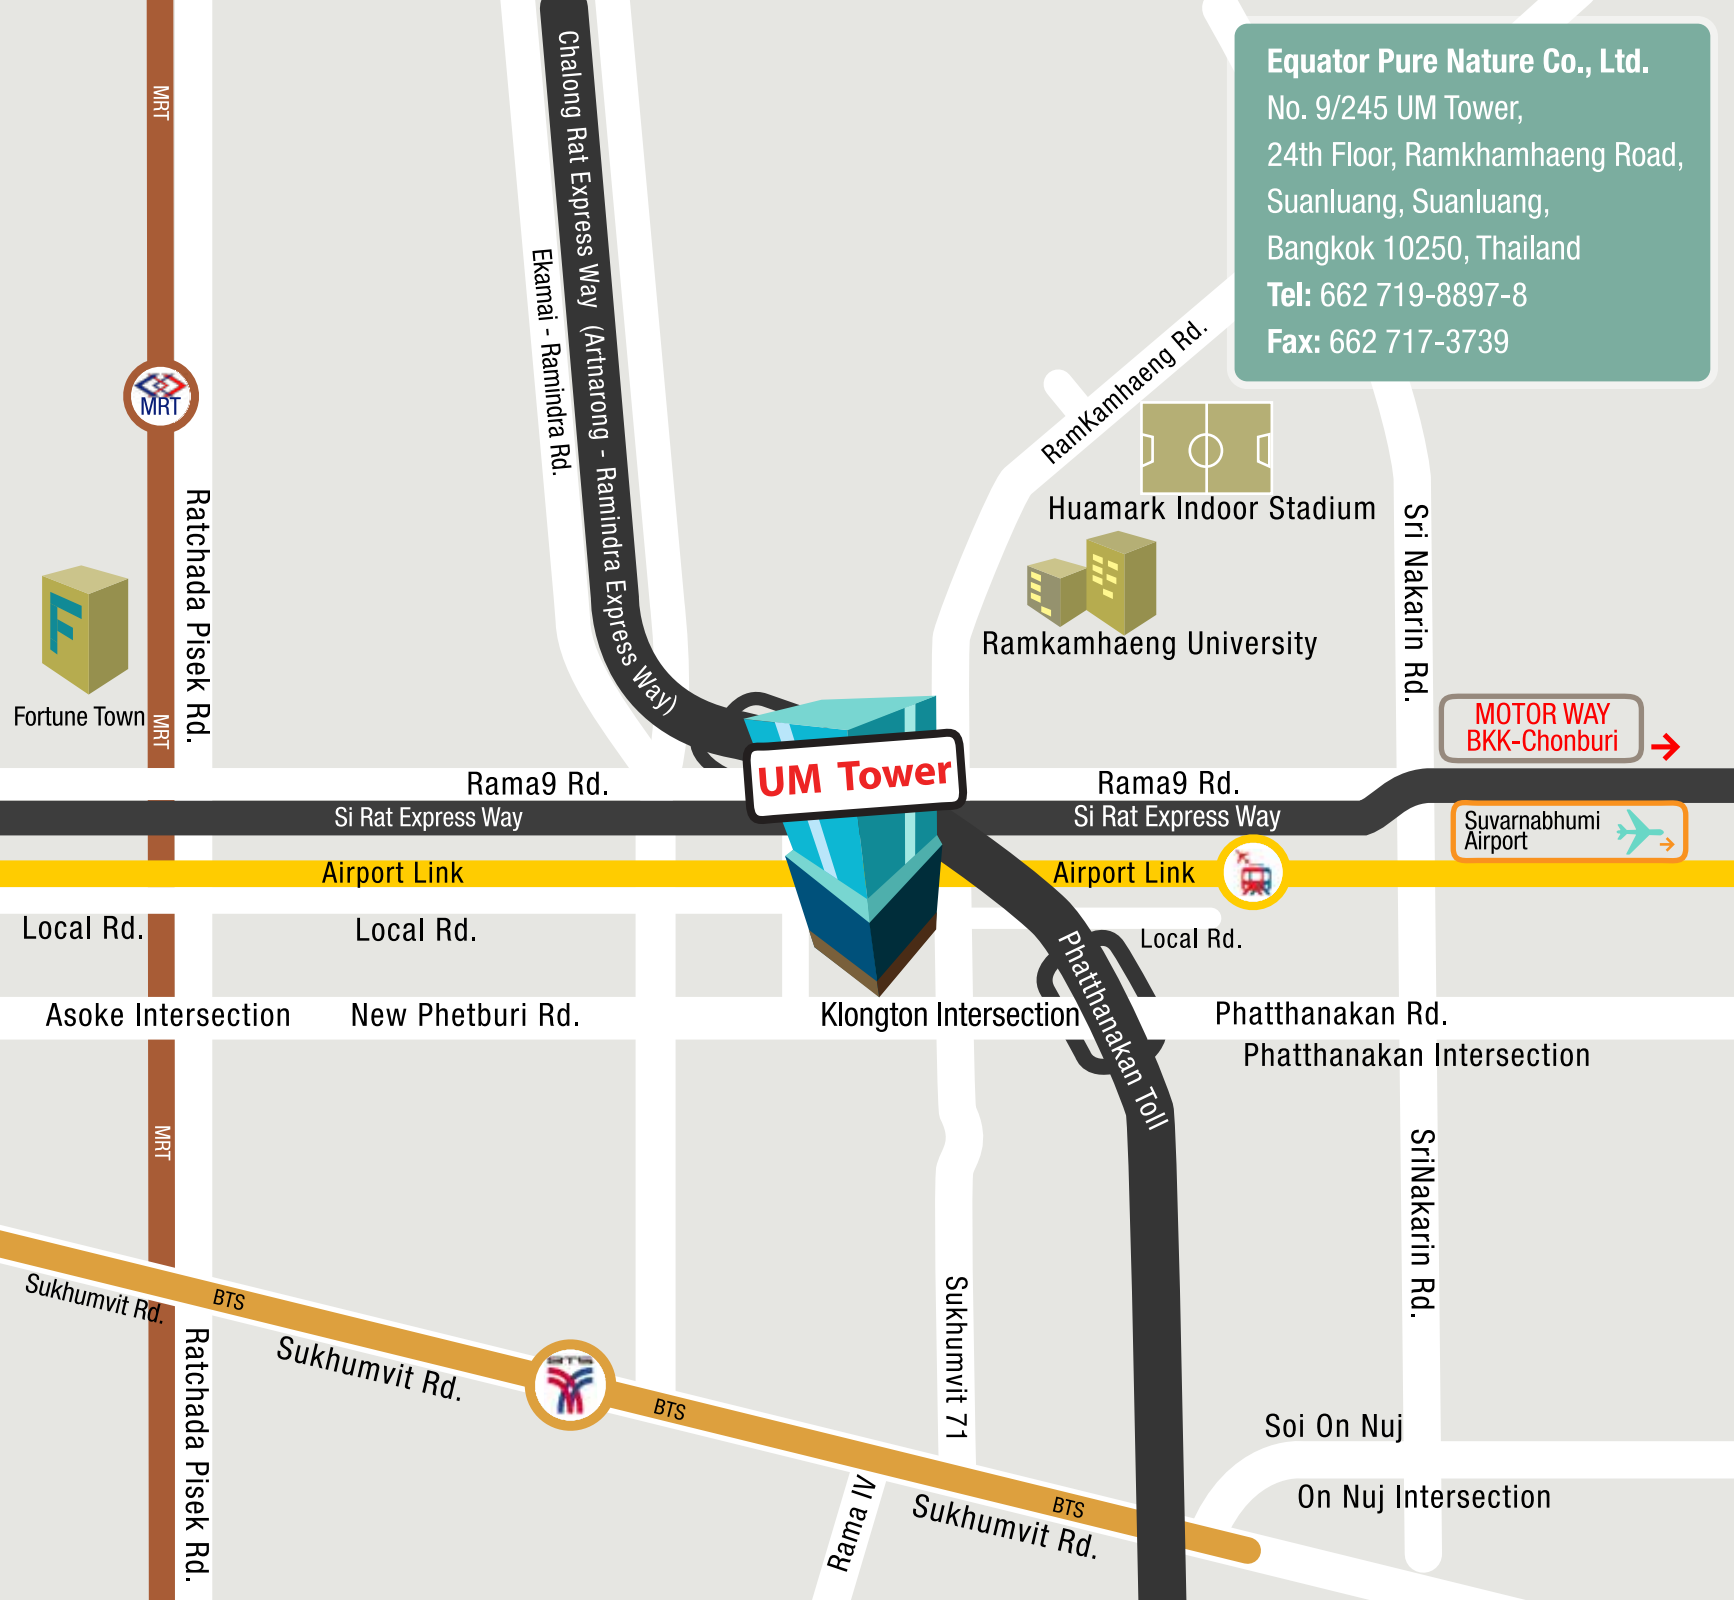 Equator Pure Nature Co., Ltd.
No. 9/245 UM Tower,
24th Floor, Ramkhamhaeng Road,
Suanluang, Suanluang,
Bangkok 10250, Thailand
Tel: 662 719-8897-8
Fax: 662 717-3739
MRT
Chalong Rat Express Way (Artnarong - Ramindra Express Way)
Ekamai - Ramindra Rd.
MRT
RamKamhaeng Rd.
Huamark Indoor Stadium
Ratchada Pisek Rd.
Sri Nakarin Rd.
F
Ramkamhaeng University
Fortune Town
MRT
MOTOR WAY
BKK-Chonburi
UM Tower
Rama9 Rd.
Rama9 Rd.
Si Rat Express Way
Si Rat Express Way
Suvarnabhumi
Airport
Airport Link
Airport Link
Local Rd.
Local Rd.
Local Rd.
Phatthanakan Toll
Asoke Intersection
New Phetburi Rd.
Klongton Intersection
Phatthanakan Rd.
Phatthanakan Intersection
MRT
SriNakarin Rd.
Sukhumvit Rd.
BTS
Sukhumvit Rd.
Ratchada Pisek Rd.
BTS
BTS
Sukhumvit 71
Soi On Nuj
On Nuj Intersection
Rama IV
BTS
Sukhumvit Rd.